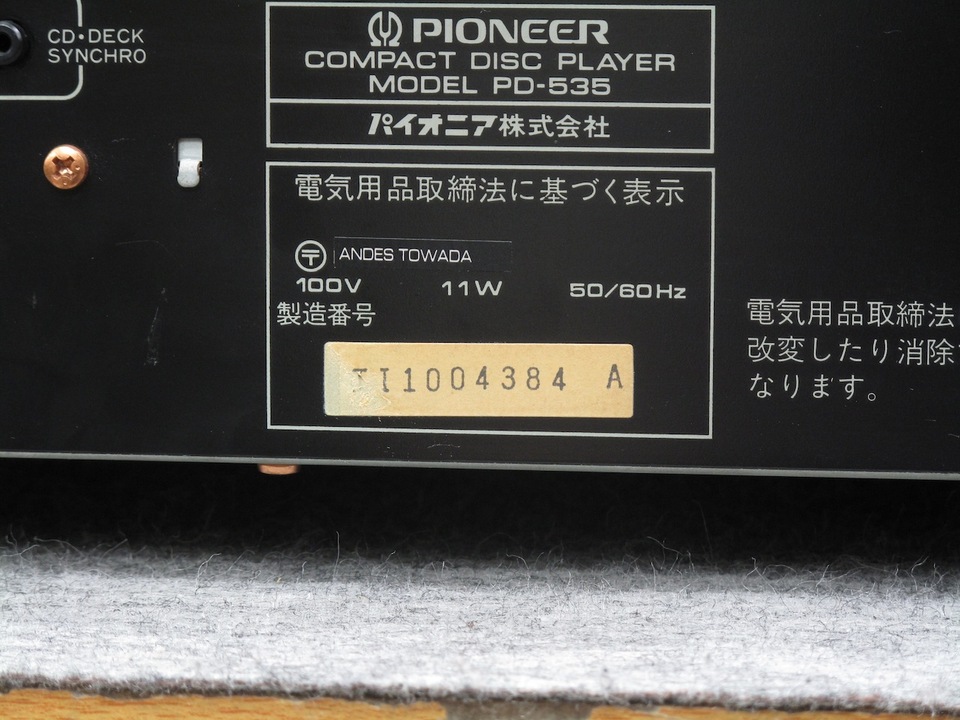 CD・DECK
SYNCHRO
PIONEER
COMPACT DISC PLAYER
MODEL PD-535
パイオニア株式会社
電気用品取締法に基づく表示
〒 ANDES TOWADA
100V 11W 50/60Hz
製造番号
II1004384 A
電気用品取締法
改変したり消除
なります。